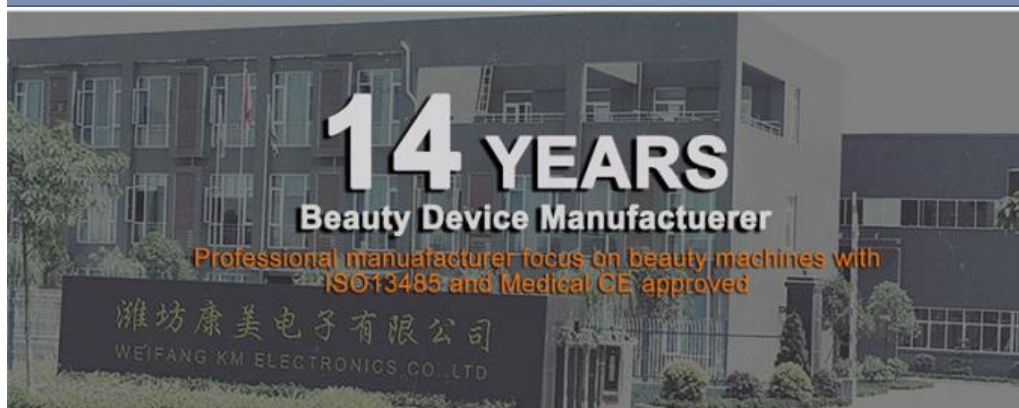 14 YEARS
Beauty Device Manufactuerer
Professional manuafacturer focus on beauty machines with
ISO13485 and Medical CE approved
潍坊康美电子有限公司
WEIFANG KM ELECTRONICS CO.,LTD